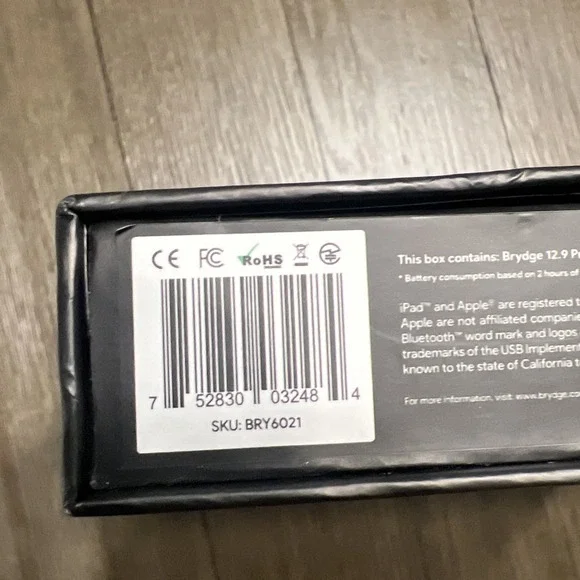 CE FC RoHS
7 52830 03248 4
SKU: BRY6021
This box contains: Brydge 12.9 P
* Battery consumption based on 2 hours of
iPad™ and Apple® are registered t
Apple are not affiliated companie
Bluetooth™ word mark and logos
trademarks of the USB Implement
known to the state of California t
For more information, visit: www.brydge.co